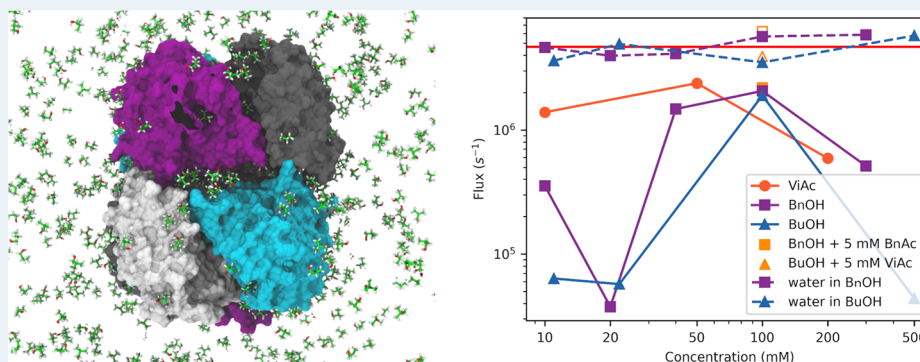 Flux (s⁻¹)
10⁶
10⁵
ViAc
BnOH
BuOH
BnOH + 5 mM BnAc
BuOH + 5 mM ViAc
water in BnOH
water in BuOH
10 20 50 100 200 500
Concentration (mM)